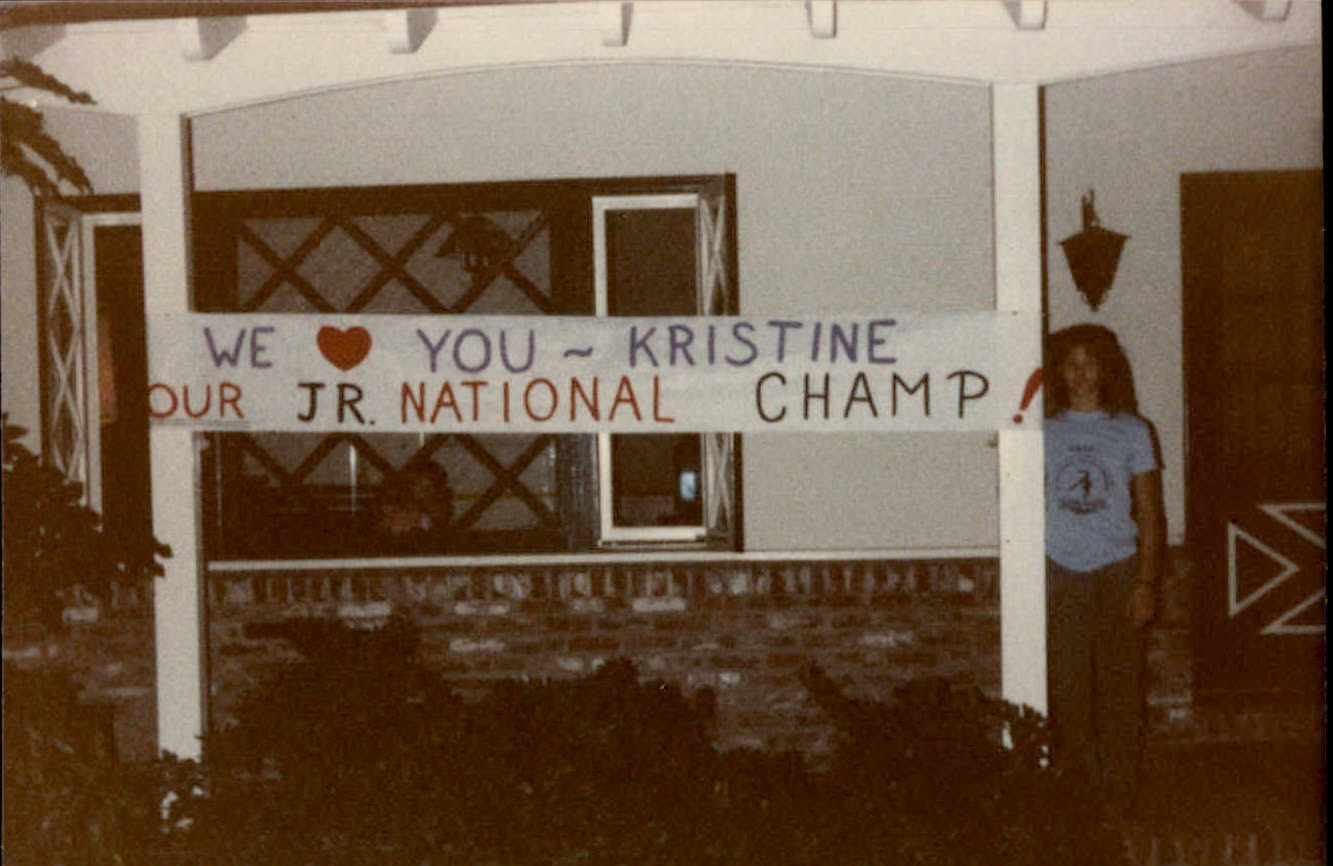 WE ❤ YOU ~ KRISTINE
OUR JR. NATIONAL CHAMP!